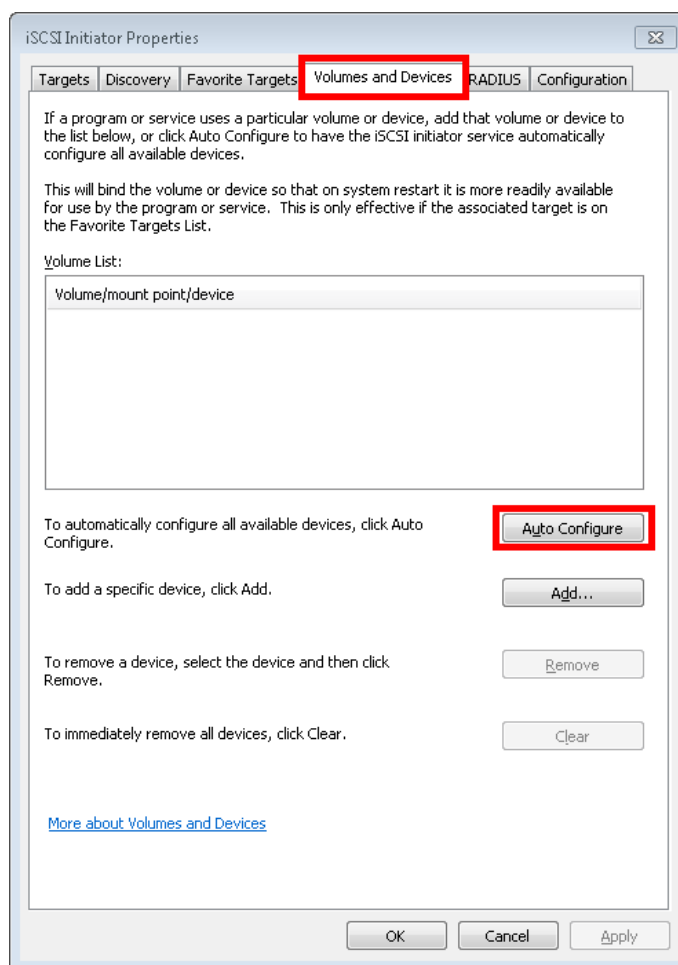 iSCSI Initiator Properties
Targets Discovery Favorite Targets Volumes and Devices RADIUS Configuration
If a program or service uses a particular volume or device, add that volume or device to
the list below, or click Auto Configure to have the iSCSI initiator service automatically
configure all available devices.
This will bind the volume or device so that on system restart it is more readily available
for use by the program or service. This is only effective if the associated target is on
the Favorite Targets List.
Volume List:
Volume/mount point/device
To automatically configure all available devices, click Auto
Configure.
Auto Configure
To add a specific device, click Add.
Add...
To remove a device, select the device and then click
Remove.
Remove
To immediately remove all devices, click Clear.
Clear
More about Volumes and Devices
OK Cancel Apply